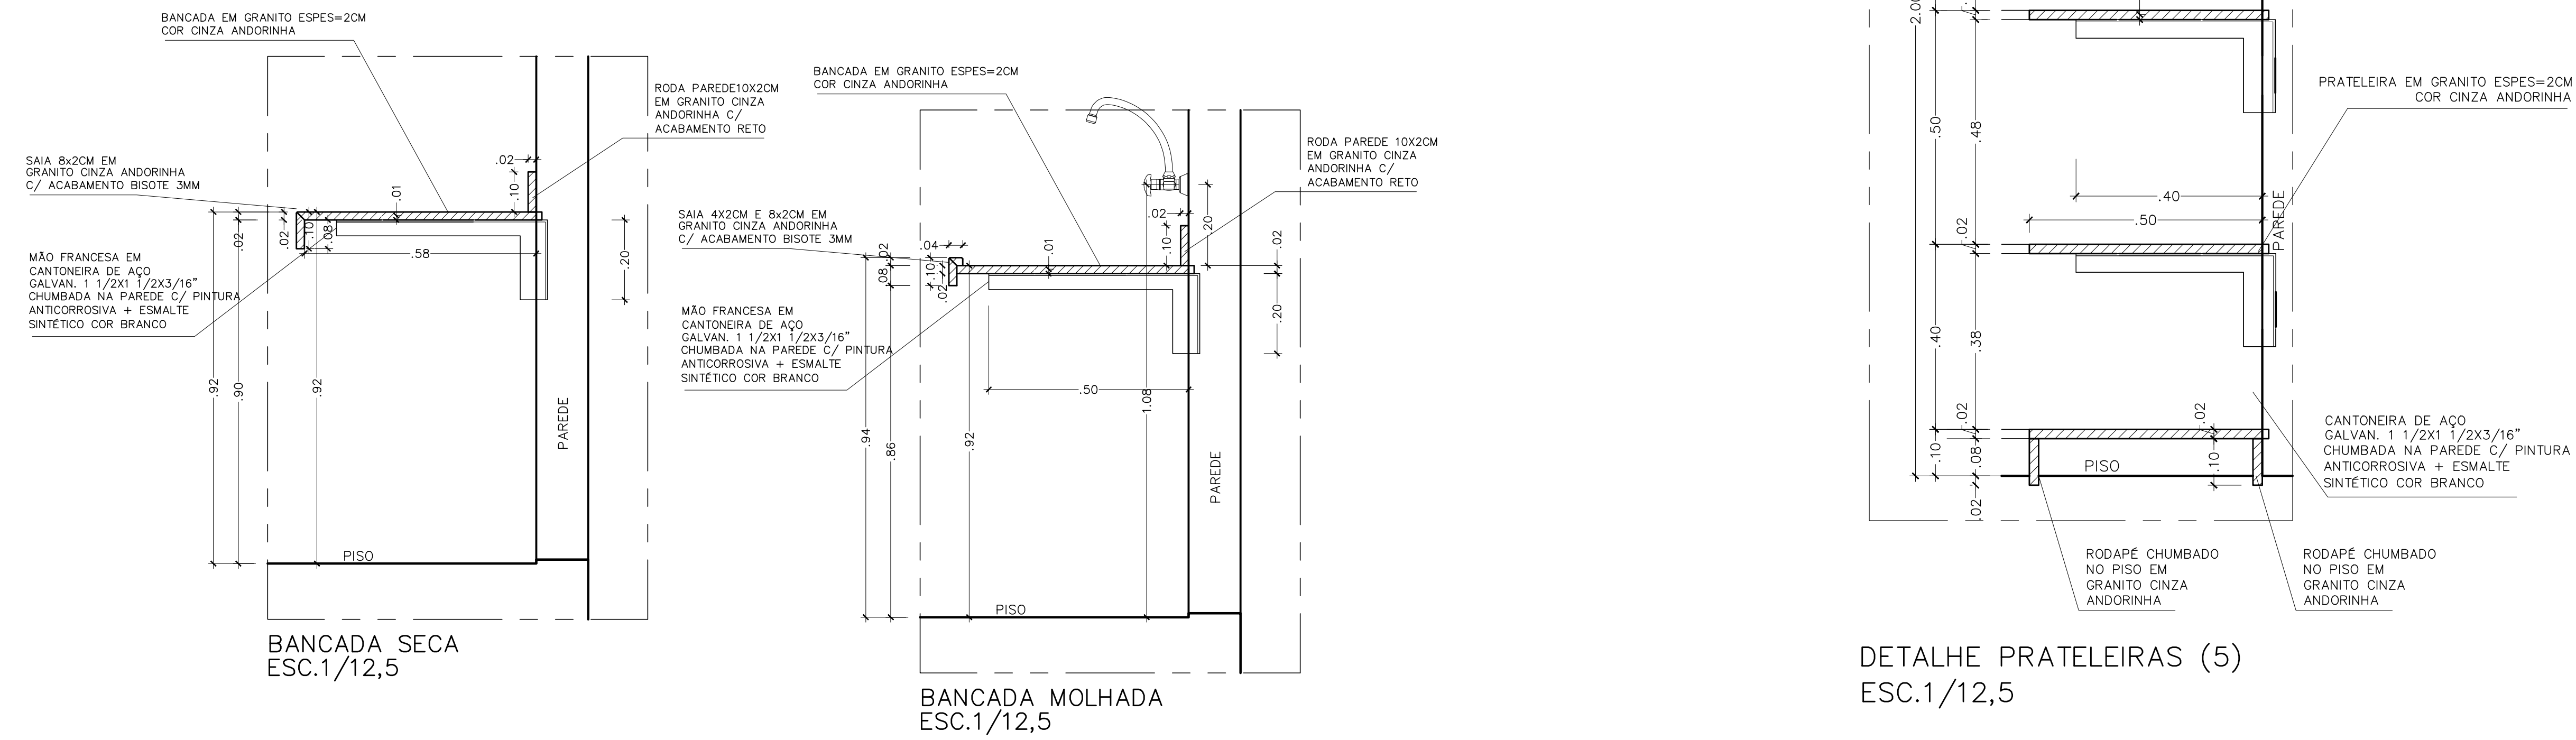 BANCADA EM GRANITO ESPES=2CM
COR CINZA ANDORINHA
RODA PAREDE10X2CM
EM GRANITO CINZA
ANDORINHA C/
ACABAMENTO RETO
SAIA 8x2CM EM
GRANITO CINZA ANDORINHA
C/ ACABAMENTO BISOTE 3MM
MÃO FRANCESA EM
CANTONEIRA DE AÇO
GALVAN. 1 1/2X1 1/2X3/16"
CHUMBADA NA PAREDE C/ PINTURA
ANTICORROSIVA + ESMALTE
SINTÉTICO COR BRANCO
.02
.10
.01
.02
.02
.10
.08
.58
.20
.92
.90
.92
PAREDE
PISO
BANCADA SECA
ESC.1/12,5
BANCADA EM GRANITO ESPES=2CM
COR CINZA ANDORINHA
RODA PAREDE 10X2CM
EM GRANITO CINZA
ANDORINHA C/
ACABAMENTO RETO
SAIA 4X2CM E 8x2CM EM
GRANITO CINZA ANDORINHA
C/ ACABAMENTO BISOTE 3MM
MÃO FRANCESA EM
CANTONEIRA DE AÇO
GALVAN. 1 1/2X1 1/2X3/16"
CHUMBADA NA PAREDE C/ PINTURA
ANTICORROSIVA + ESMALTE
SINTÉTICO COR BRANCO
.02
.20
.10
.01
.04
.02
.08
.10
.02
.02
.20
.50
1.08
.94
.86
.92
PAREDE
PISO
BANCADA MOLHADA
ESC.1/12,5
2.00
.50
.48
PRATELEIRA EM GRANITO ESPES=2CM
COR CINZA ANDORINHA
.40
.50
PAREDE
.02
.40
.38
.02
.02
.10
.08
.10
.02
PISO
CANTONEIRA DE AÇO
GALVAN. 1 1/2X1 1/2X3/16"
CHUMBADA NA PAREDE C/ PINTURA
ANTICORROSIVA + ESMALTE
SINTÉTICO COR BRANCO
RODAPÉ CHUMBADO
NO PISO EM
GRANITO CINZA
ANDORINHA
RODAPÉ CHUMBADO
NO PISO EM
GRANITO CINZA
ANDORINHA
DETALHE PRATELEIRAS (5)
ESC.1/12,5